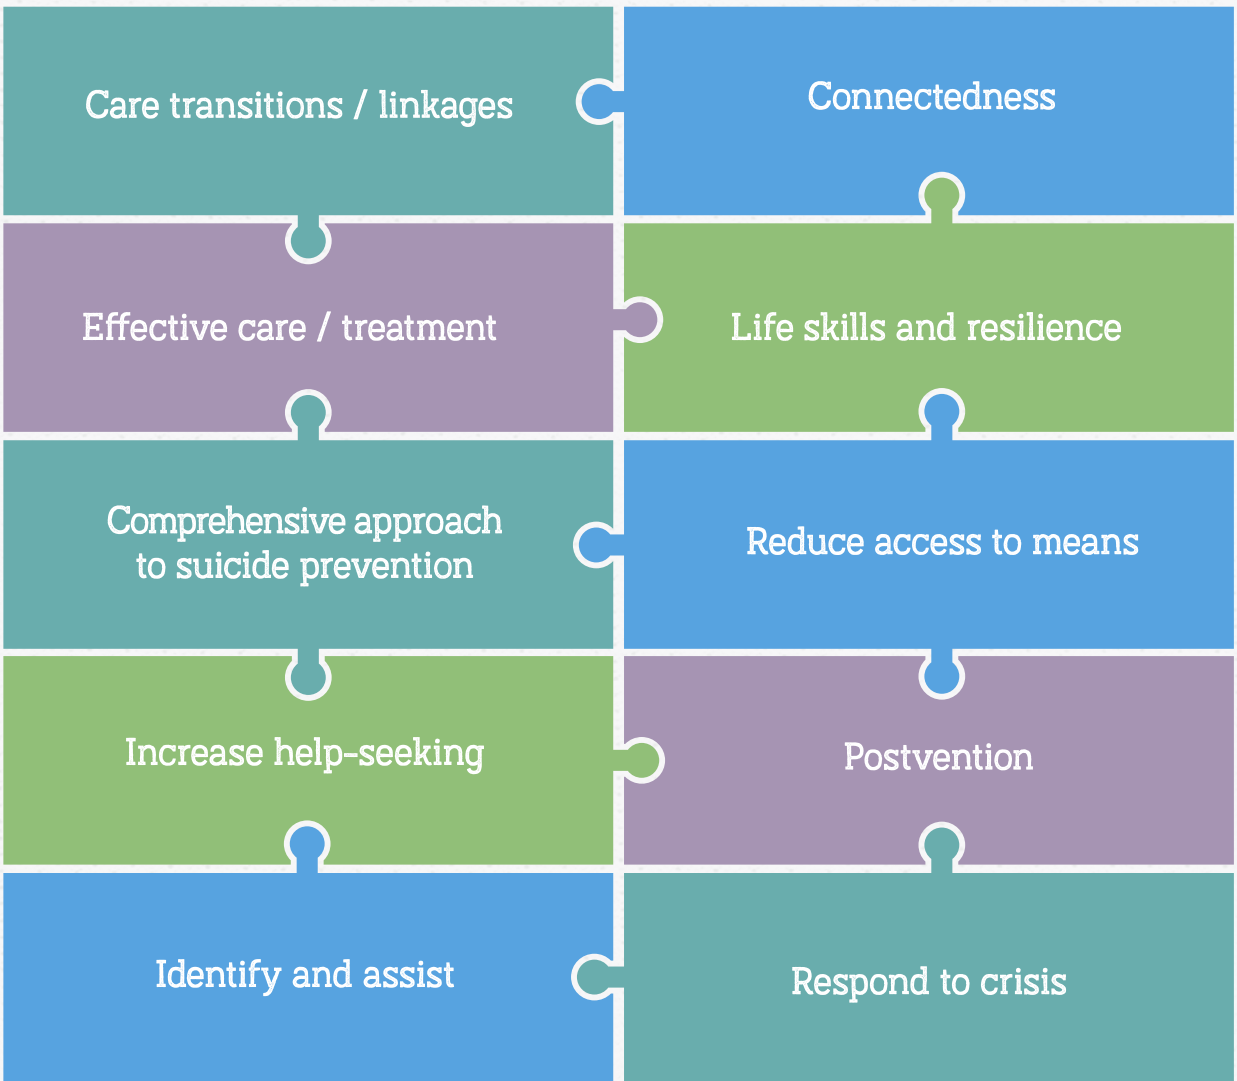 Care transitions / linkages
Connectedness
Effective care / treatment
Life skills and resilience
Comprehensive approach
to suicide prevention
Reduce access to means
Increase help-seeking
Postvention
Identify and assist
Respond to crisis